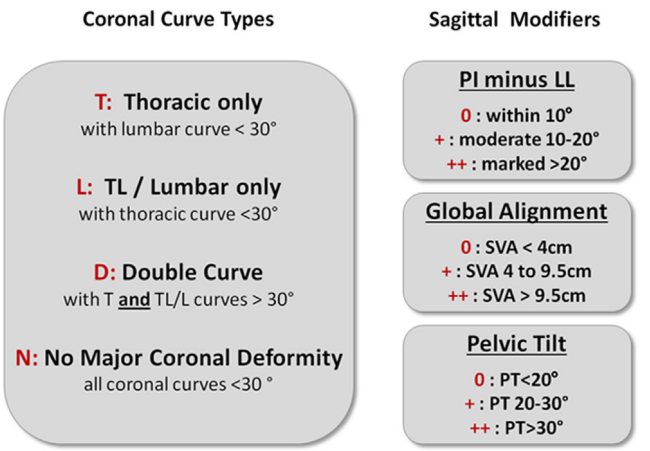 Coronal Curve Types
T: Thoracic only
with lumbar curve < 30°
L: TL / Lumbar only
with thoracic curve <30°
D: Double Curve
with T and TL/L curves > 30°
N: No Major Coronal Deformity
all coronal curves <30 °
Sagittal Modifiers
PI minus LL
0 : within 10°
+ : moderate 10-20°
++ : marked >20°
Global Alignment
0 : SVA < 4cm
+ : SVA 4 to 9.5cm
++ : SVA > 9.5cm
Pelvic Tilt
0 : PT<20°
+ : PT 20-30°
++ : PT>30°